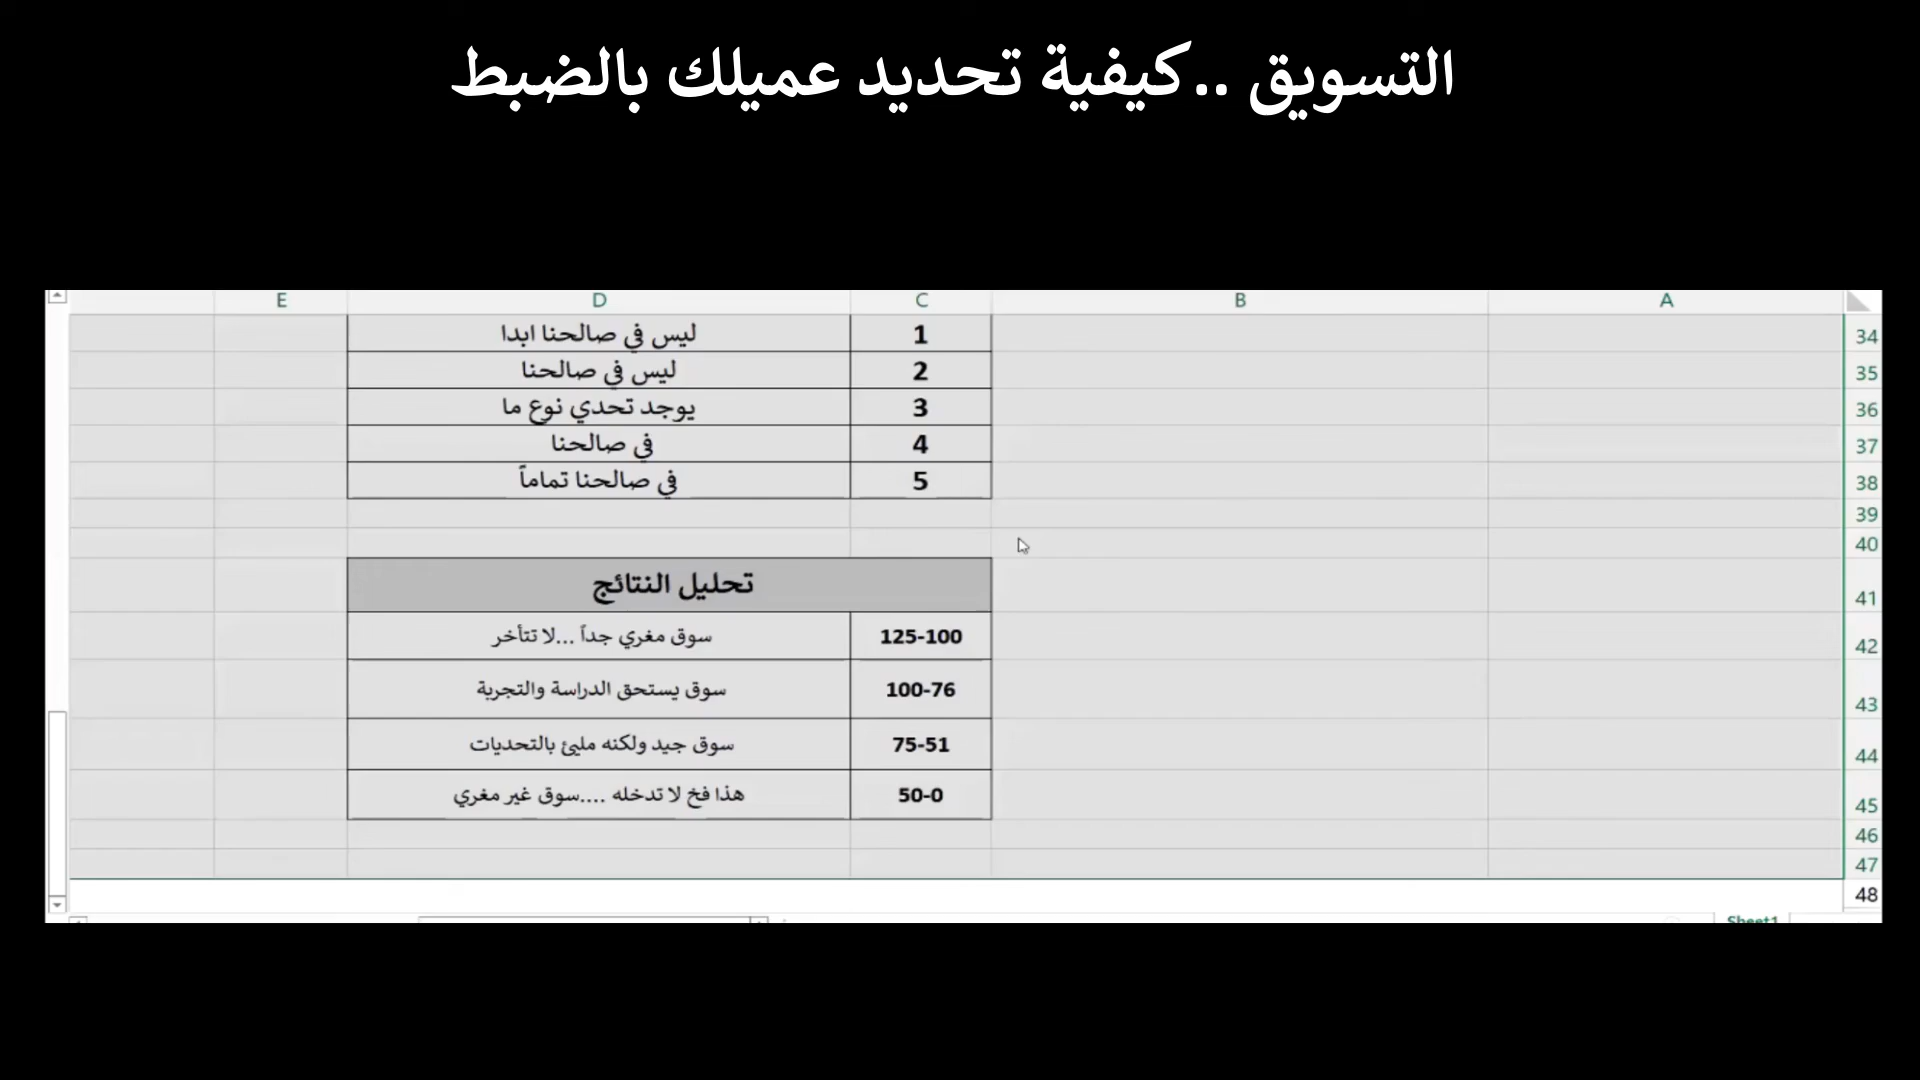 التسويق ..كيفية تحديد عميلك بالضبط
A B C D E
34 1 ليس في صالحنا ابدا
35 2 ليس في صالحنا
36 3 يوجد تحدي نوع ما
37 4 في صالحنا
38 5 في صالحنا تماماً
39
40
41 تحليل النتائج
42 125-100 سوق مغري جداً ...لا تتأخر
43 100-76 سوق يستحق الدراسة والتجربة
44 75-51 سوق جيد ولكنه مليئ بالتحديات
45 50-0 هذا فخ لا تدخله ....سوق غير مغري
46
47
48
Sheet1